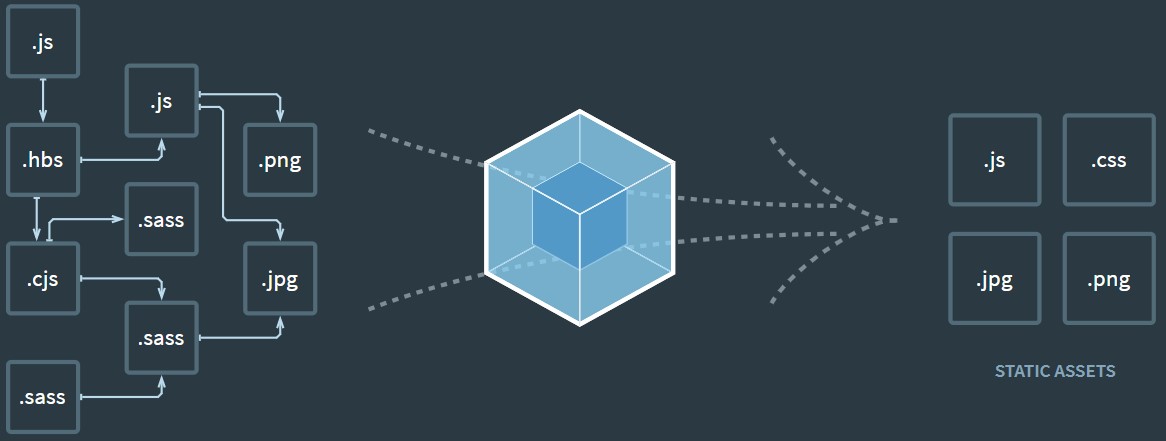 .js
.js
.hbs
.png
.sass
.cjs
.jpg
.sass
.sass
.js
.css
.jpg
.png
STATIC ASSETS